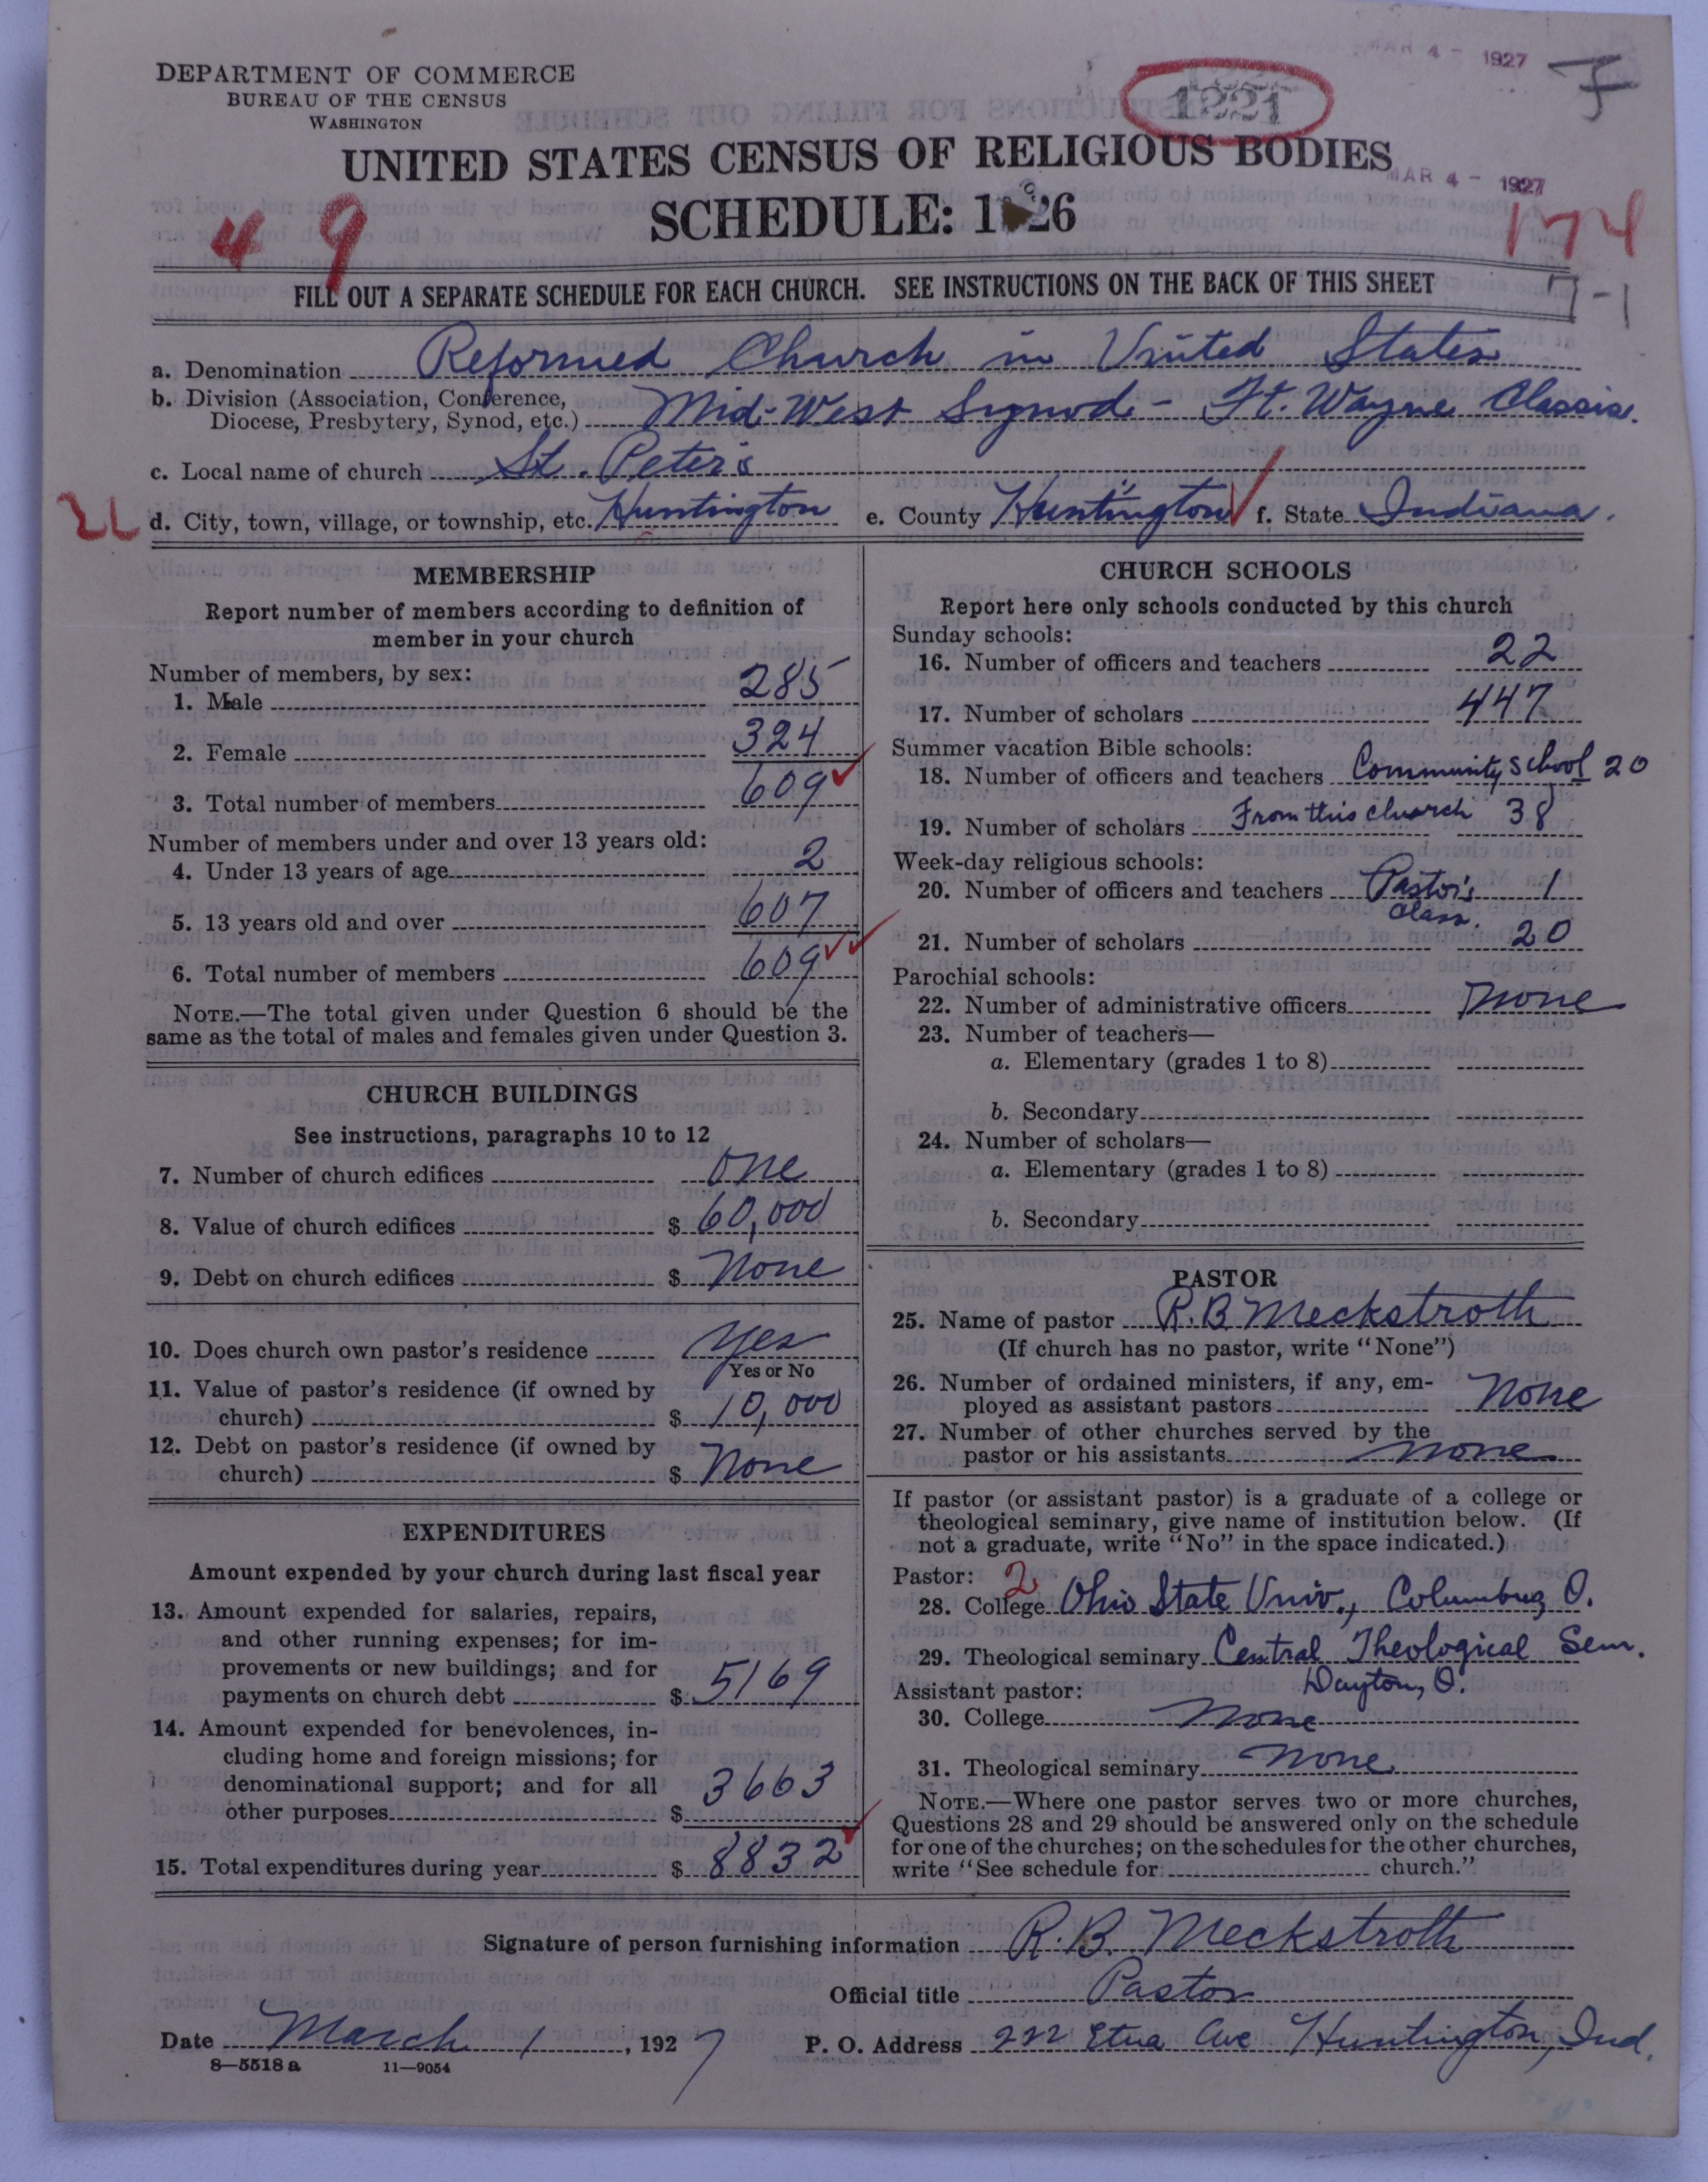 MAR 4 - 1927
F
DEPARTMENT OF COMMERCE
BUREAU OF THE CENSUS
WASHINGTON
1221
UNITED STATES CENSUS OF RELIGIOUS BODIES
MAR 4 - 1927
SCHEDULE: 1926
49
174
7-1
FILL OUT A SEPARATE SCHEDULE FOR EACH CHURCH. SEE INSTRUCTIONS ON THE BACK OF THIS SHEET
a. Denomination Reformed Church in United States
b. Division (Association, Conference,
Diocese, Presbytery, Synod, etc.) Mid-West Synod - Ft. Wayne Classis.
c. Local name of church St. Peter's
d. City, town, village, or township, etc. Huntington e. County Huntington f. State Indiana.
MEMBERSHIP
Report number of members according to definition of
member in your church
Number of members, by sex:
1. Male 285
2. Female 324
3. Total number of members 609
Number of members under and over 13 years old:
4. Under 13 years of age 2
5. 13 years old and over 607
6. Total number of members 609
NOTE.—The total given under Question 6 should be the
same as the total of males and females given under Question 3.
CHURCH BUILDINGS
See instructions, paragraphs 10 to 12
7. Number of church edifices One
8. Value of church edifices $ 60,000
9. Debt on church edifices $ None
10. Does church own pastor's residence Yes
Yes or No
11. Value of pastor's residence (if owned by
church) $ 10,000
12. Debt on pastor's residence (if owned by
church) $ None
EXPENDITURES
Amount expended by your church during last fiscal year
13. Amount expended for salaries, repairs,
and other running expenses; for im-
provements or new buildings; and for
payments on church debt $ 5169
14. Amount expended for benevolences, in-
cluding home and foreign missions; for
denominational support; and for all
other purposes $ 3663
15. Total expenditures during year $ 8832
CHURCH SCHOOLS
Report here only schools conducted by this church
Sunday schools:
16. Number of officers and teachers 22
17. Number of scholars 447
Summer vacation Bible schools:
18. Number of officers and teachers Community School 20
19. Number of scholars From this church 38
Week-day religious schools:
20. Number of officers and teachers Pastor's 1
Class.
21. Number of scholars 20
Parochial schools:
22. Number of administrative officers None
23. Number of teachers—
a. Elementary (grades 1 to 8)
b. Secondary
24. Number of scholars—
a. Elementary (grades 1 to 8)
b. Secondary
PASTOR
25. Name of pastor R.B Meckstroth
(If church has no pastor, write "None")
26. Number of ordained ministers, if any, em-
ployed as assistant pastors None
27. Number of other churches served by the
pastor or his assistants None
If pastor (or assistant pastor) is a graduate of a college or
theological seminary, give name of institution below. (If
not a graduate, write "No" in the space indicated.)
Pastor: 2
28. College Ohio State Univ., Columbus, O.
29. Theological seminary Central Theological Sem.
Dayton, O.
Assistant pastor:
30. College None
31. Theological seminary None
NOTE.—Where one pastor serves two or more churches,
Questions 28 and 29 should be answered only on the schedule
for one of the churches; on the schedules for the other churches,
write "See schedule for church."
Signature of person furnishing information R. B. Meckstroth
Official title Pastor
Date March 1, 1927 P. O. Address Etna Ave Huntington, Ind.
8—5518 a 11—9054